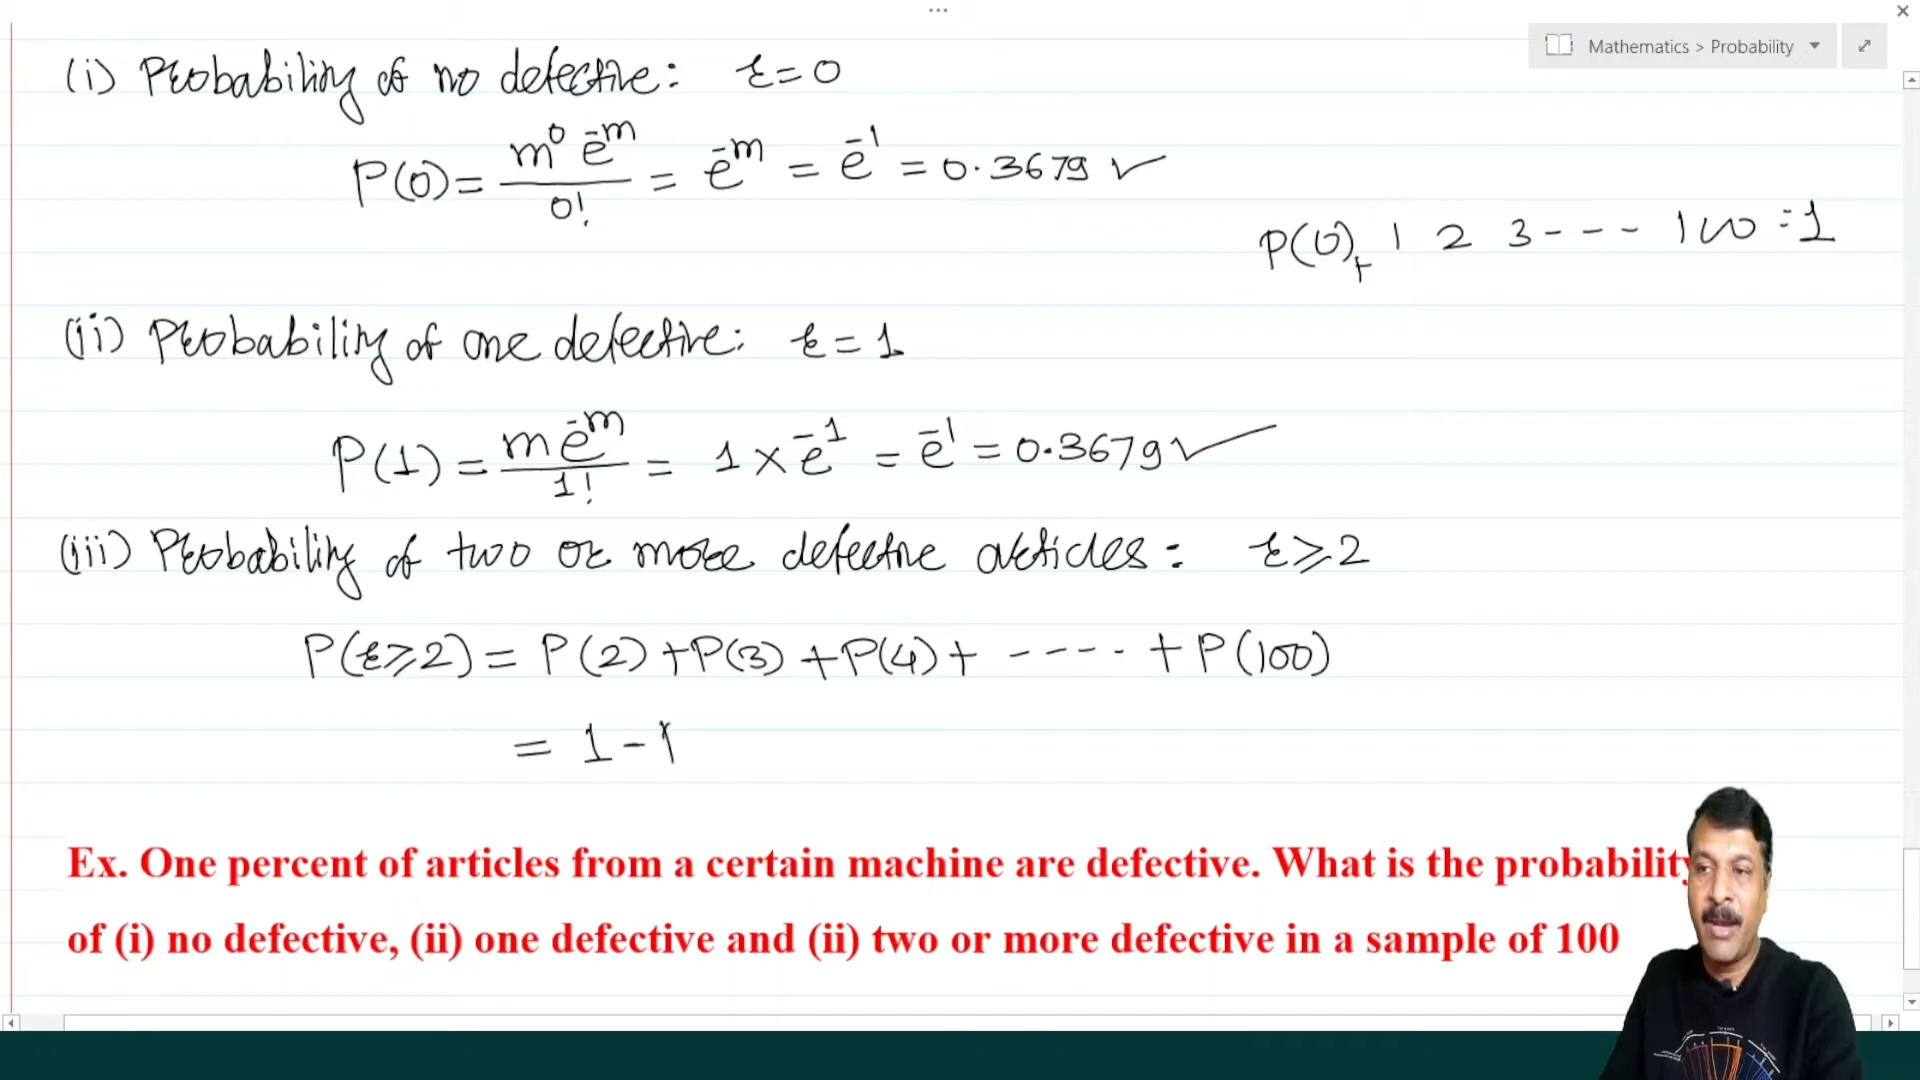 Mathematics > Probability
(i) Probability of no defective: r=0
P(0) = m⁰ e⁻ᵐ / 0! = e⁻ᵐ = e⁻¹ = 0.3679 ✓
P(0)+ 1 2 3 - - - 100 = 1
(ii) Probability of one defective: r=1
P(1) = m e⁻ᵐ / 1! = 1 × e⁻¹ = e⁻¹ = 0.3679 ✓
(iii) Probability of two or more defective articles: r⩾2
P(r⩾2) = P(2) + P(3) + P(4) + ----- + P(100)
= 1 -
Ex. One percent of articles from a certain machine are defective. What is the probability
of (i) no defective, (ii) one defective and (ii) two or more defective in a sample of 100